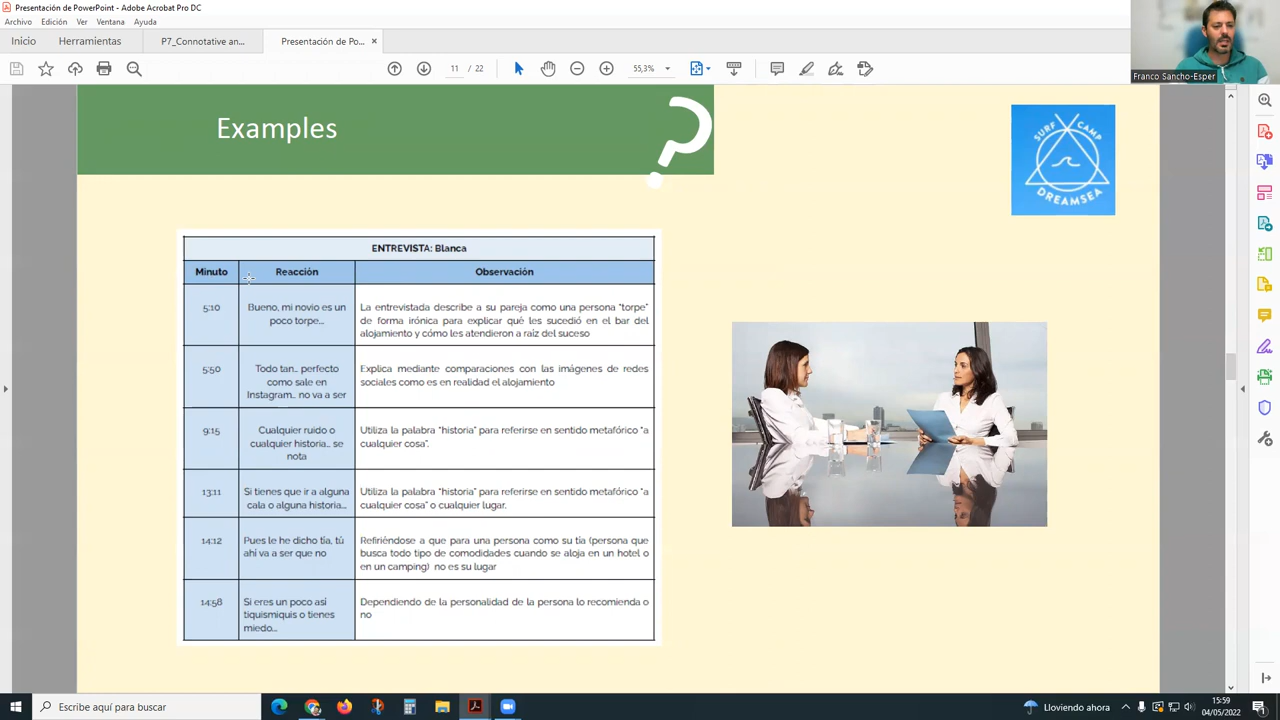 Presentación de PowerPoint - Adobe Acrobat Pro DC
Archivo Edición Ver Ventana Ayuda
Inicio Herramientas P7_Connotative an... Presentación de Po... ×
11 / 22 55,3%
Franco Sancho-Esper
Examples
?
SURF CAMP
DREAMSEA
ENTREVISTA: Blanca
Minuto Reacción Observación
5:10
Bueno, mi novio es un
poco torpe...
La entrevistada describe a su pareja como una persona "torpe"
de forma irónica para explicar qué les sucedió en el bar del
alojamiento y cómo les atendieron a raíz del suceso
5:50
Todo tan... perfecto
como sale en
Instagram... no va a ser
Explica mediante comparaciones con las imágenes de redes
sociales como es en realidad el alojamiento
9:15
Cualquier ruido o
cualquier historia... se
nota
Utiliza la palabra "historia" para referirse en sentido metafórico "a
cualquier cosa".
13:11
Si tienes que ir a alguna
cala o alguna historia...
Utiliza la palabra "historia" para referirse en sentido metafórico "a
cualquier cosa" o cualquier lugar.
14:12
Pues le he dicho tía, tú
ahí va a ser que no
Refiriéndose a que para una persona como su tía (persona que
busca todo tipo de comodidades cuando se aloja en un hotel o
en un camping) no es su lugar
14:58
Si eres un poco así
tiquismiquis o tienes
miedo...
Dependiendo de la personalidad de la persona lo recomienda o
no
Escribe aquí para buscar
Lloviendo ahora
15:59
04/05/2022